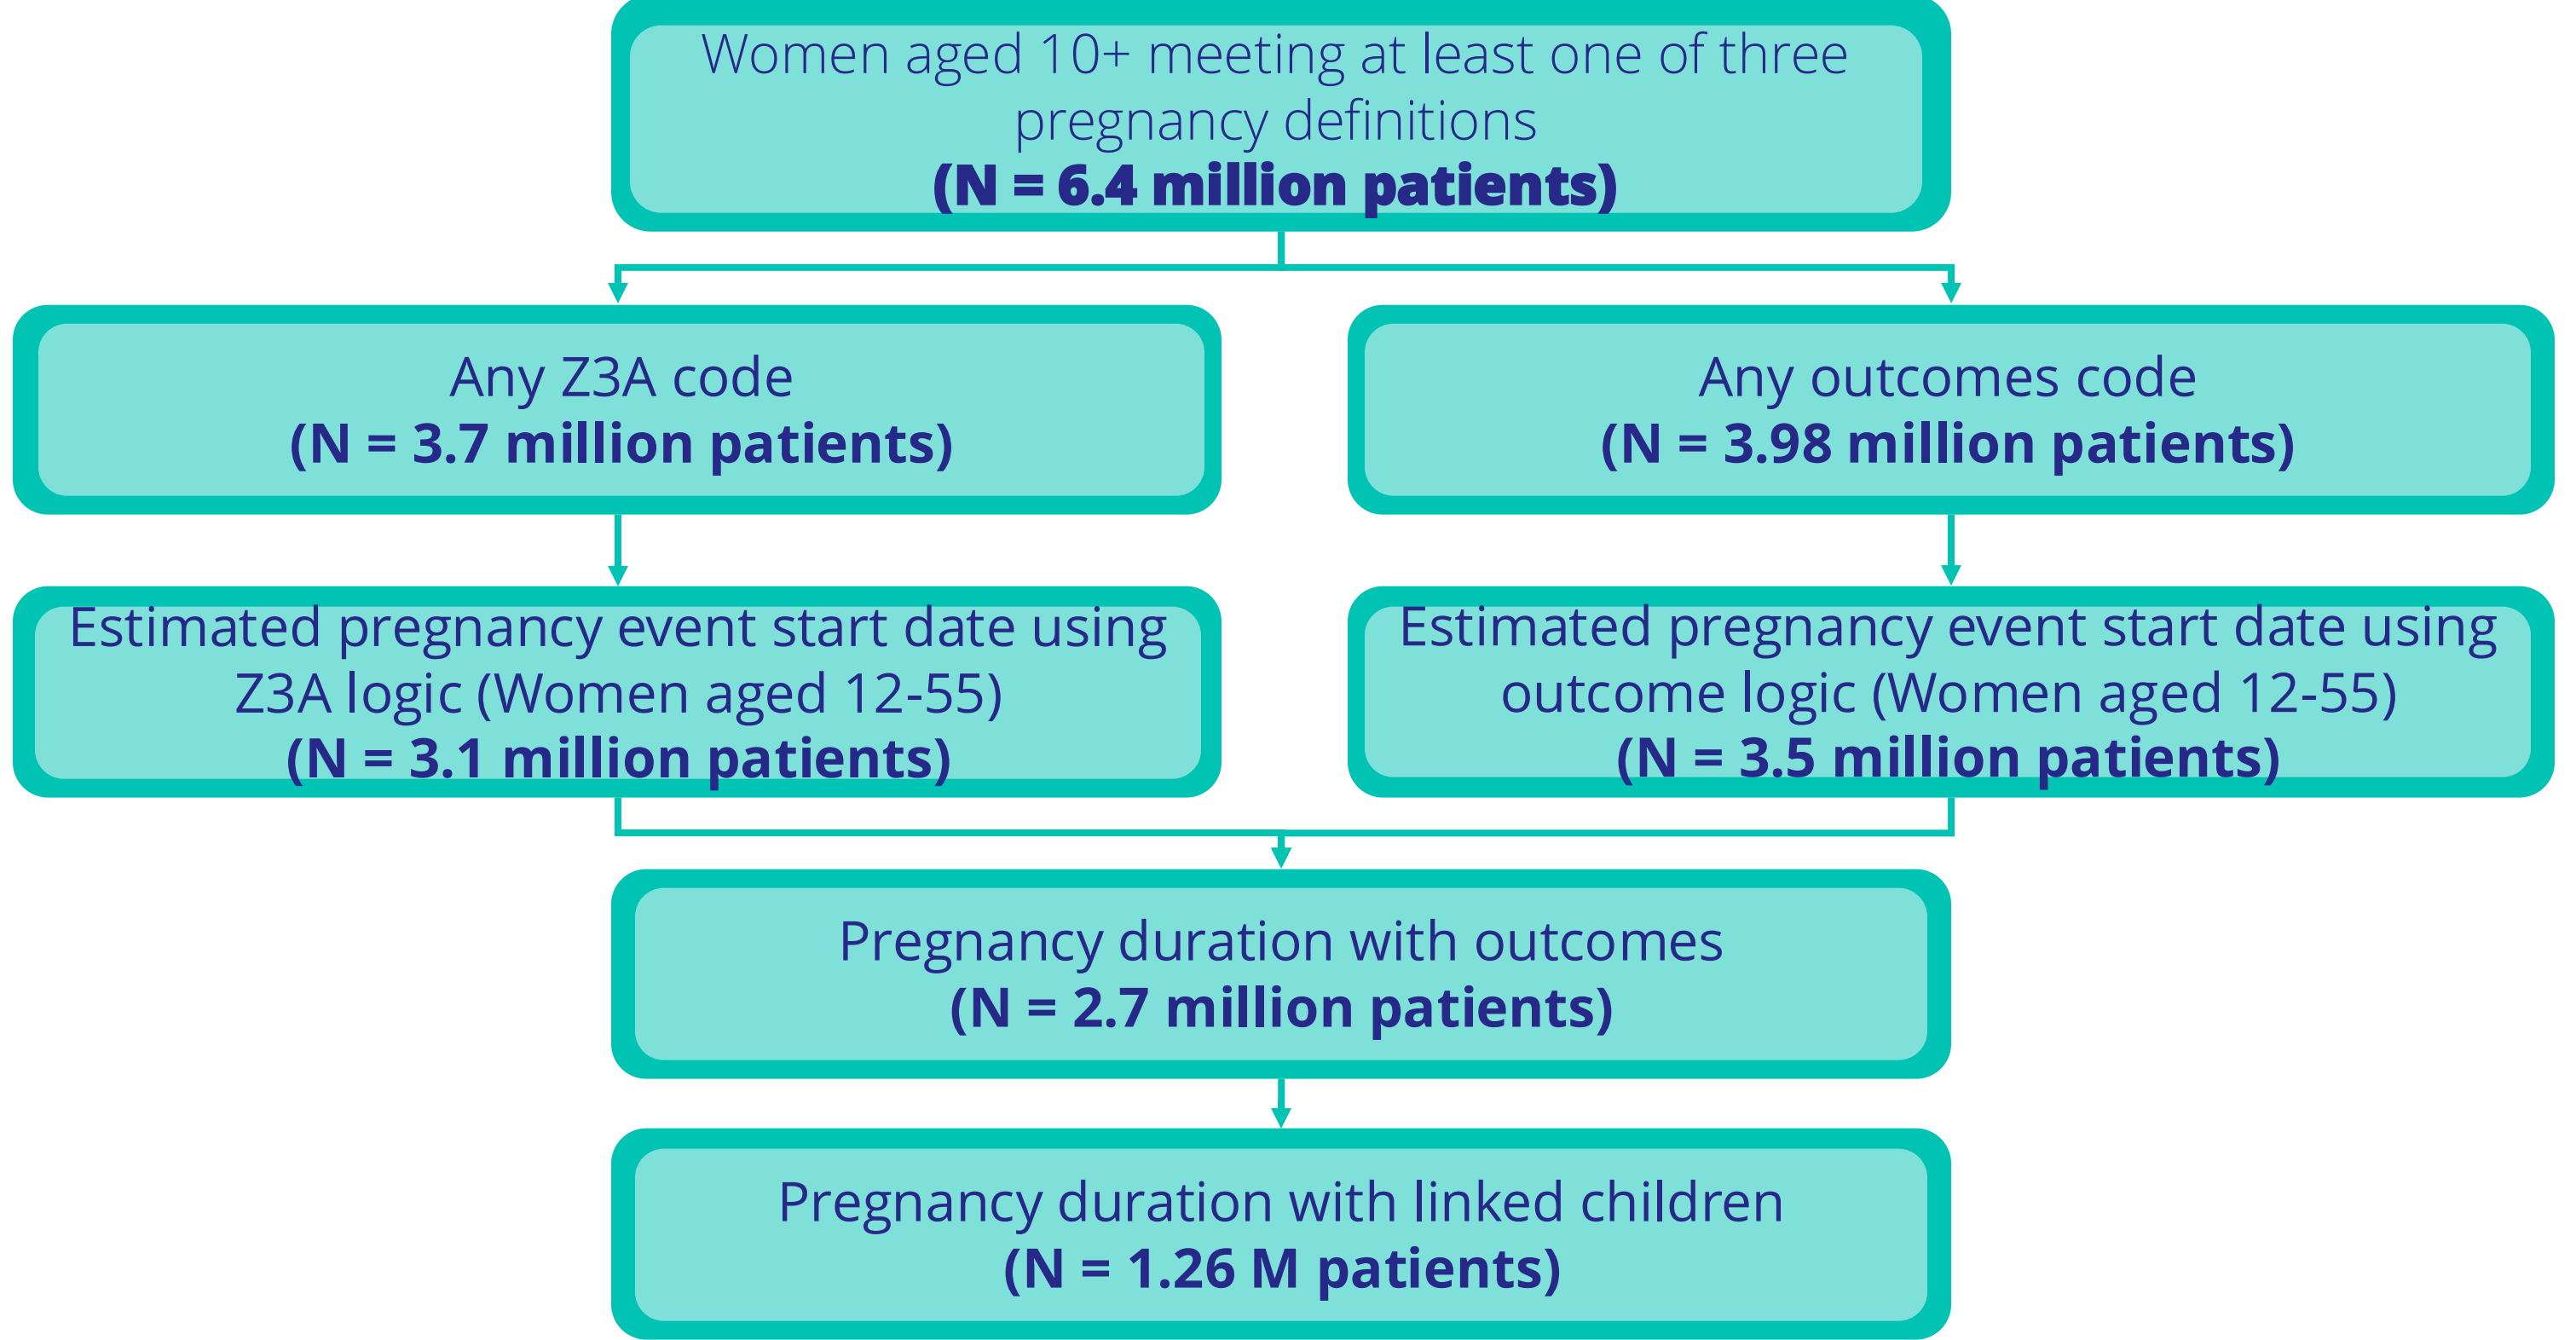 Women aged 10+ meeting at least one of three
pregnancy definitions
(N = 6.4 million patients)
Any Z3A code
(N = 3.7 million patients)
Any outcomes code
(N = 3.98 million patients)
Estimated pregnancy event start date using
Z3A logic (Women aged 12-55)
(N = 3.1 million patients)
Estimated pregnancy event start date using
outcome logic (Women aged 12-55)
(N = 3.5 million patients)
Pregnancy duration with outcomes
(N = 2.7 million patients)
Pregnancy duration with linked children
(N = 1.26 M patients)